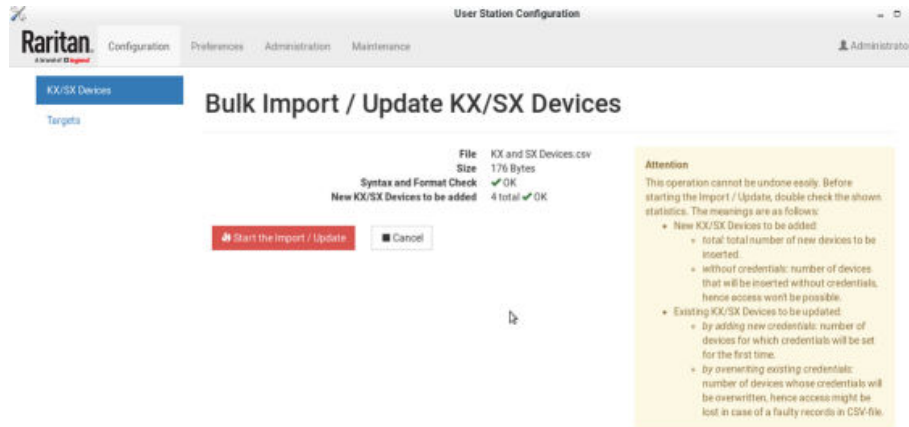 User Station Configuration
Raritan.
A brand of legrand
Configuration
Preferences
Administration
Maintenance
Administrato
KX/SX Devices
Targets
Bulk Import / Update KX/SX Devices
File KX and SX Devices.csv
Size 176 Bytes
Syntax and Format Check ✔ OK
New KX/SX Devices to be added 4 total ✔ OK
Start the Import / Update
Cancel
Attention
This operation cannot be undone easily. Before
starting the Import / Update, double check the shown
statistics. The meanings are as follows:
• New KX/SX Devices to be added:
total: total number of new devices to be
inserted.
without credentials: number of devices
that will be inserted without credentials,
hence access won't be possible.
• Existing KX/SX Devices to be updated:
by adding new credentials: number of
devices for which credentials will be set
for the first time.
by overwriting existing credentials:
number of devices whose credentials will
be overwritten, hence access might be
lost in case of a faulty records in CSV-file.